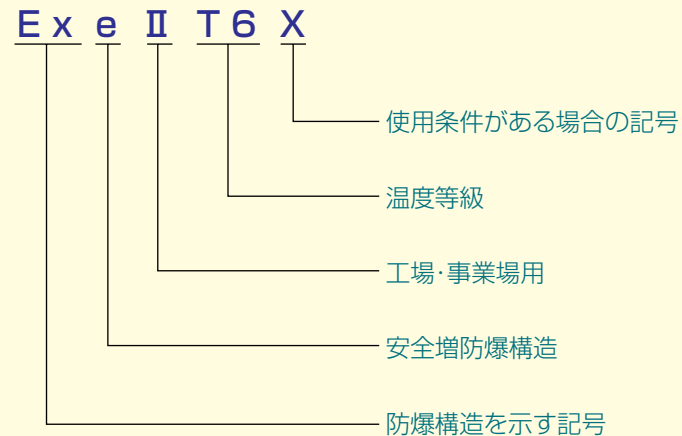 Ex e Ⅱ T6 X
使用条件がある場合の記号
温度等級
工場・事業場用
安全増防爆構造
防爆構造を示す記号